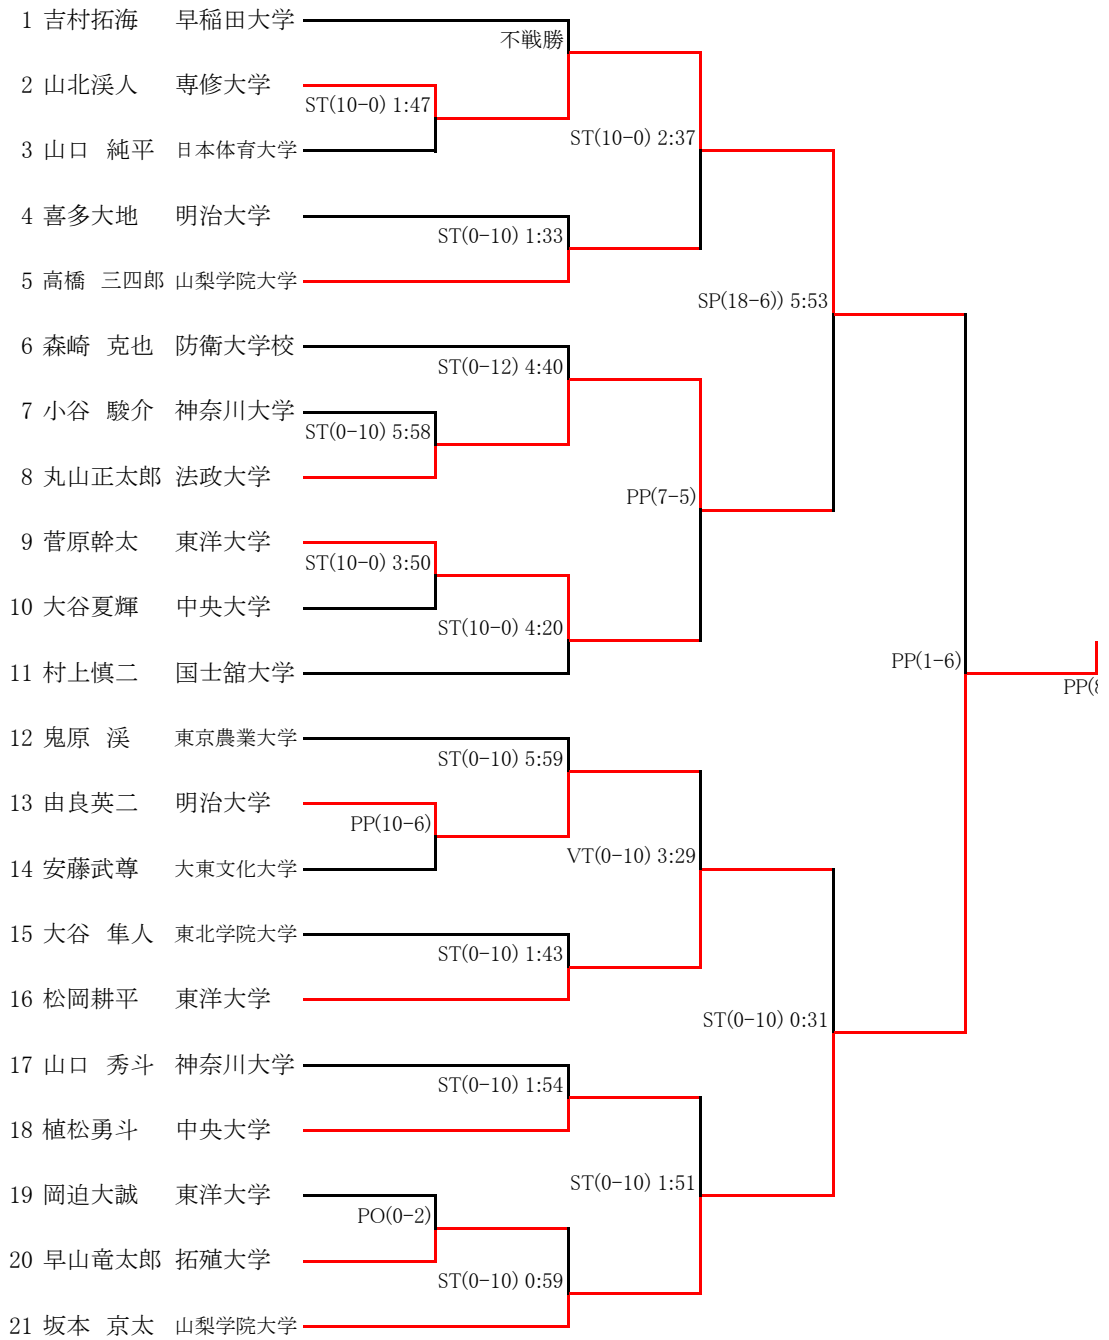 1 吉村拓海 早稲田大学
不戦勝
2 山北渓人 専修大学
ST(10-0) 1:47
ST(10-0) 2:37
3 山口 純平 日本体育大学
4 喜多大地 明治大学
ST(0-10) 1:33
5 高橋 三四郎 山梨学院大学
SP(18-6)) 5:53
6 森崎 克也 防衛大学校
ST(0-12) 4:40
7 小谷 駿介 神奈川大学
ST(0-10) 5:58
8 丸山正太郎 法政大学
PP(7-5)
9 菅原幹太 東洋大学
ST(10-0) 3:50
10 大谷夏輝 中央大学
ST(10-0) 4:20
11 村上慎二 国士舘大学
PP(1-6)
PP(8
12 鬼原 渓 東京農業大学
ST(0-10) 5:59
13 由良英二 明治大学
PP(10-6)
VT(0-10) 3:29
14 安藤武尊 大東文化大学
15 大谷 隼人 東北学院大学
ST(0-10) 1:43
16 松岡耕平 東洋大学
ST(0-10) 0:31
17 山口 秀斗 神奈川大学
ST(0-10) 1:54
18 植松勇斗 中央大学
ST(0-10) 1:51
19 岡迫大誠 東洋大学
PO(0-2)
20 早山竜太郎 拓殖大学
ST(0-10) 0:59
21 坂本 京太 山梨学院大学